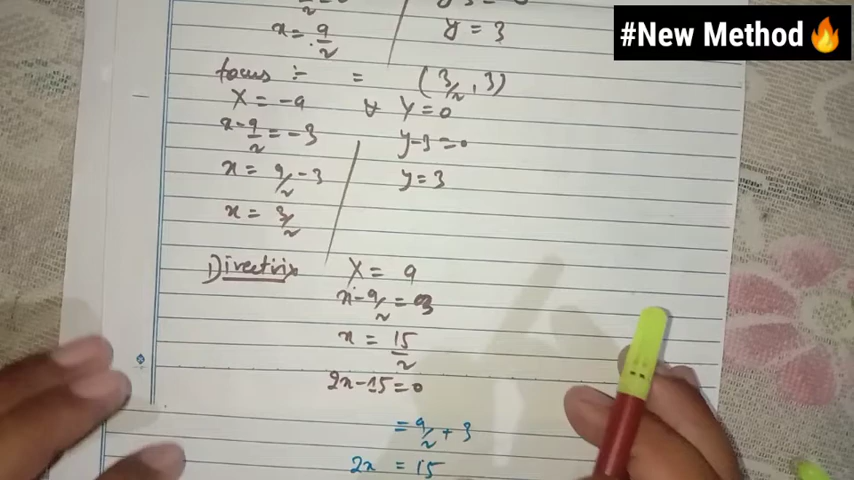 #New Method🔥
x = 9/2
y = 3
focus :- = (3/2, 3)
X = -a & Y = 0
x - 9/2 = -3
y - 3 = 0
x = 9/2 - 3
y = 3
x = 3/2
Directrix X = a
x - 9/2 = 3
x = 15/2
2x - 15 = 0
= 9/2 + 3
2x = 15